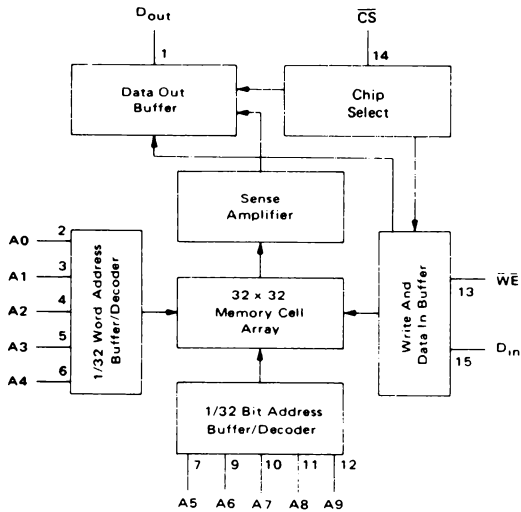 Dout
C̅S̅
1
14
Data Out
Buffer
Chip
Select
Sense
Amplifier
A0 2
A1 3
A2 4
A3 5
A4 6
1/32 Word Address
Buffer/Decoder
32 × 32
Memory Cell
Array
Write And
Data In Buffer
W̅E̅
13
Din
15
1/32 Bit Address
Buffer/Decoder
7 9 10 11 12
A5 A6 A7 A8 A9